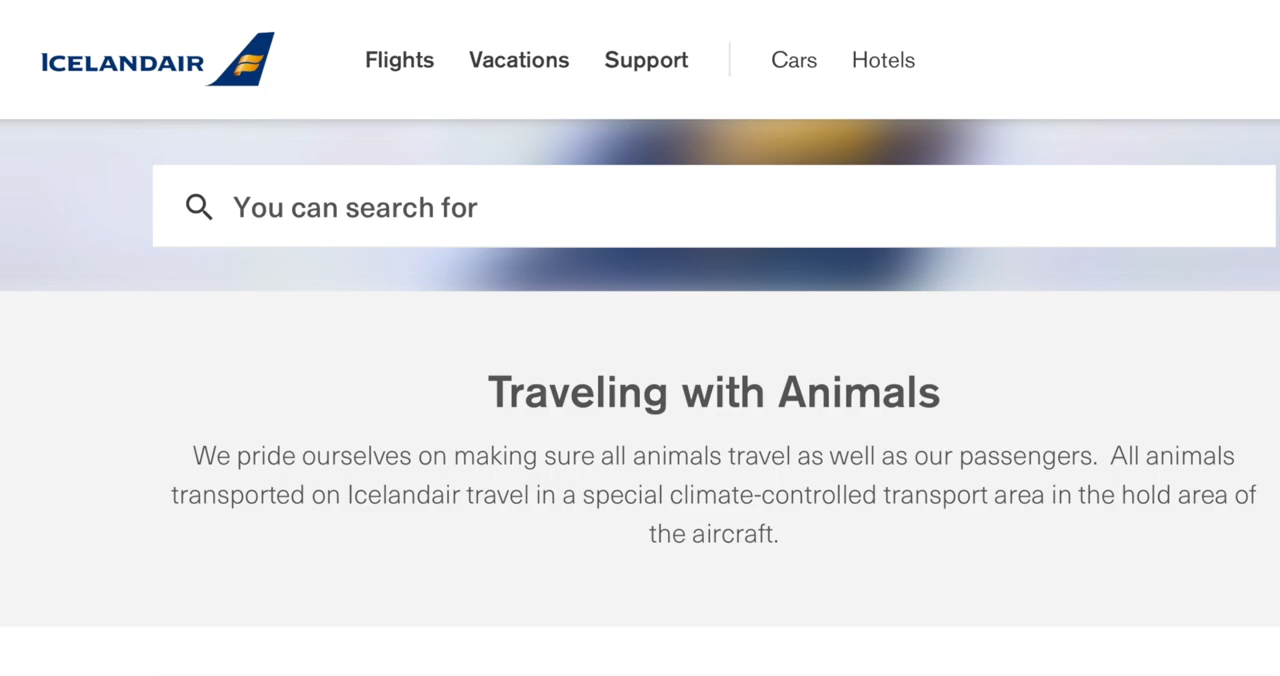 ICELANDAIR
Flights Vacations Support Cars Hotels
You can search for
Traveling with Animals
We pride ourselves on making sure all animals travel as well as our passengers.  All animals
transported on Icelandair travel in a special climate-controlled transport area in the hold area of
the aircraft.